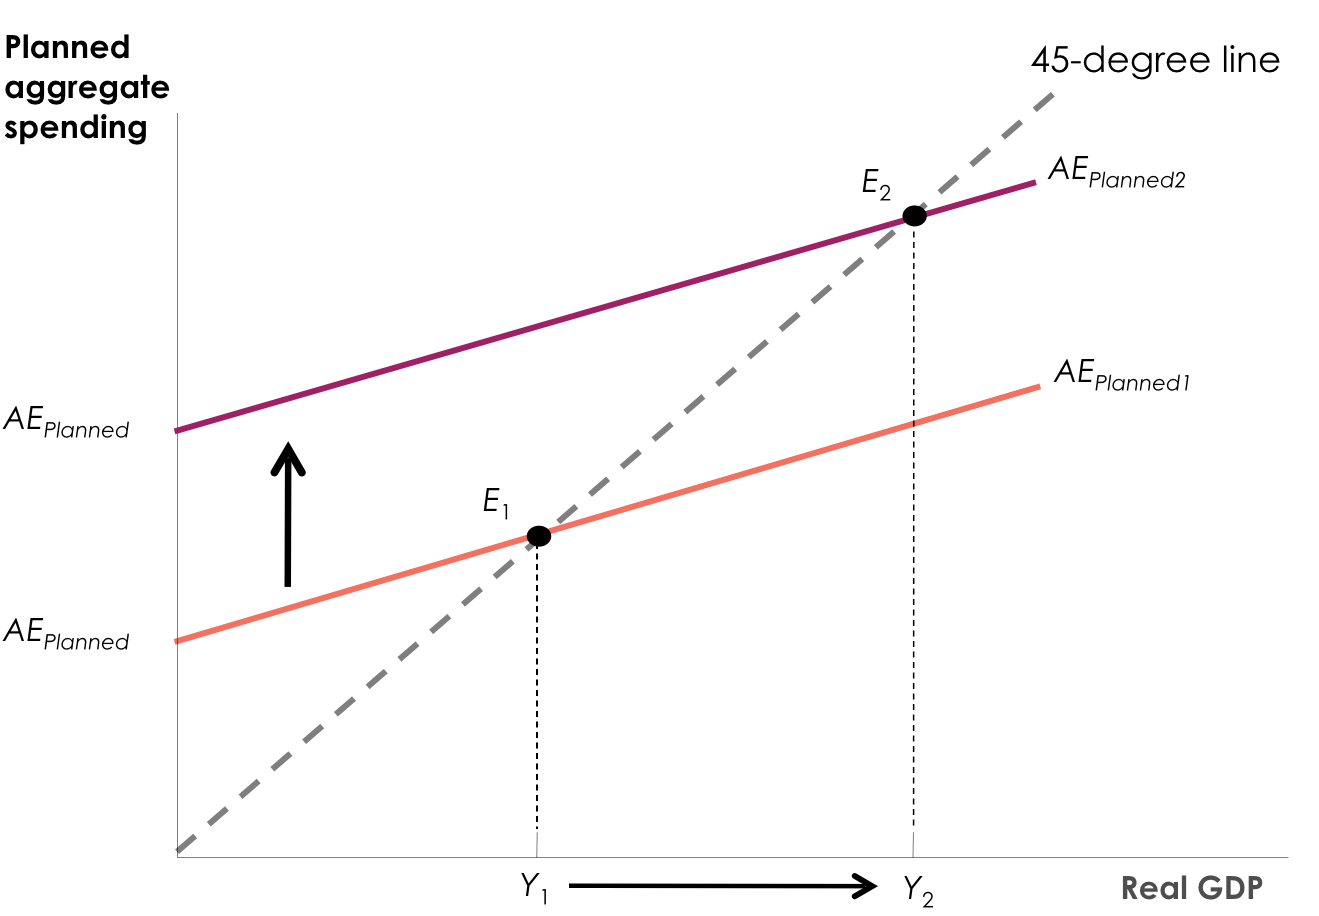 Planned
aggregate
spending
45-degree line
AEPlanned2
E2
AEPlanned1
AEPlanned
E1
AEPlanned
Y1
Y2
Real GDP